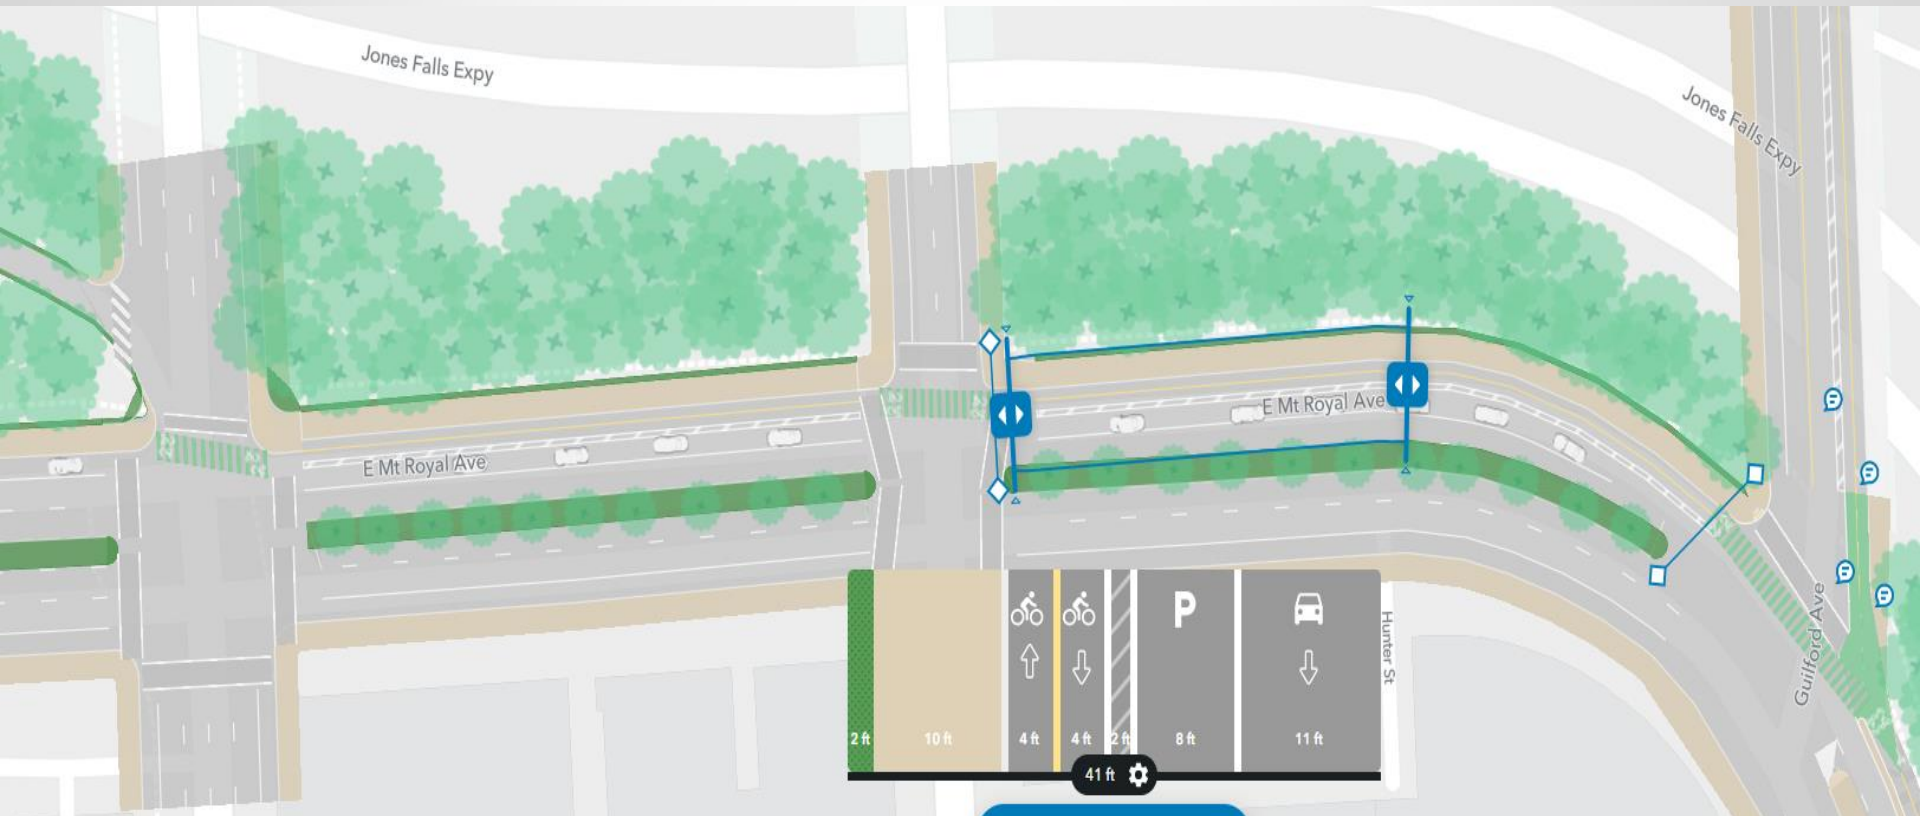 Jones Falls Expy
Jones Falls Expy
E Mt Royal Ave
E Mt Royal Ave
Hunter St
Guilford Ave
P
2 ft
10 ft
4 ft
4 ft
2 ft
8 ft
11 ft
41 ft